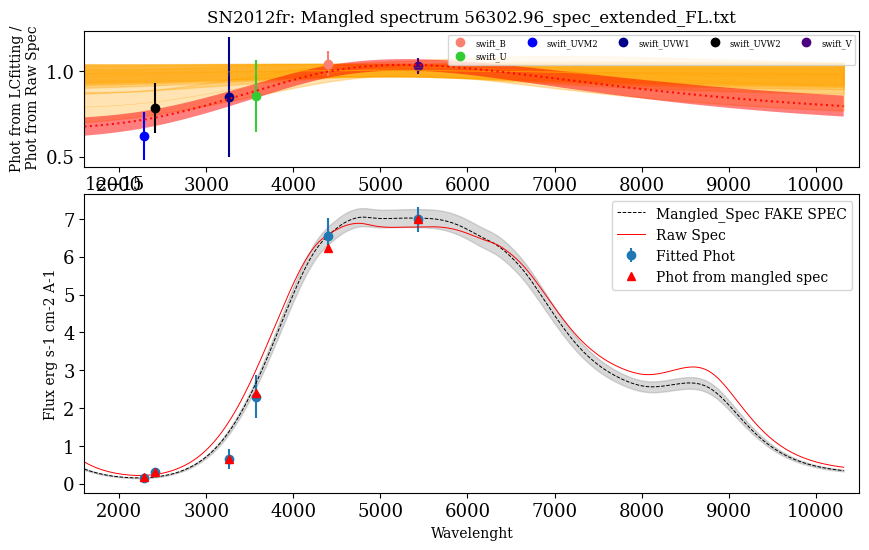 SN2012fr: Mangled spectrum 56302.96_spec_extended_FL.txt
Phot from LCfitting /
Phot from Raw Spec
1.0
0.5
swift_B
swift_UVM2
swift_UVW1
swift_UVW2
swift_V
swift_U
2000 3000 4000 5000 6000 7000 8000 9000 10000
1e−15
Flux erg s-1 cm-2 A-1
7
6
5
4
3
2
1
0
Mangled_Spec FAKE SPEC
Raw Spec
Fitted Phot
Phot from mangled spec
2000 3000 4000 5000 6000 7000 8000 9000 10000
Wavelenght